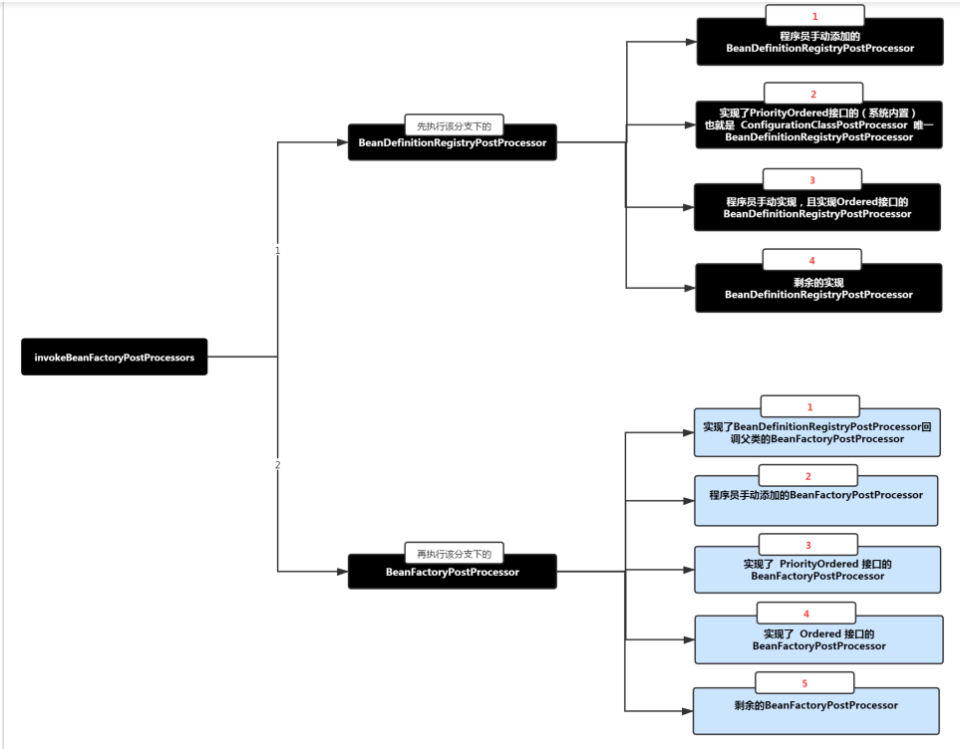 invokeBeanFactoryPostProcessors
1
先执行该分支下的
BeanDefinitionRegistryPostProcessor
1
程序员手动添加的
BeanDefinitionRegistryPostProcessor
2
实现了PriorityOrdered接口的（系统内置）
也就是 ConfigurationClassPostProcessor 唯一
BeanDefinitionRegistryPostProcessor
3
程序员手动实现，且实现Ordered接口的
BeanDefinitionRegistryPostProcessor
4
剩余的实现
BeanDefinitionRegistryPostProcessor
2
再执行该分支下的
BeanFactoryPostProcessor
1
实现了BeanDefinitionRegistryPostProcessor回
调父类的BeanFactoryPostProcessor
2
程序员手动添加的BeanFactoryPostProcessor
3
实现了 PriorityOrdered 接口的
BeanFactoryPostProcessor
4
实现了 Ordered 接口的
BeanFactoryPostProcessor
5
剩余的BeanFactoryPostProcessor